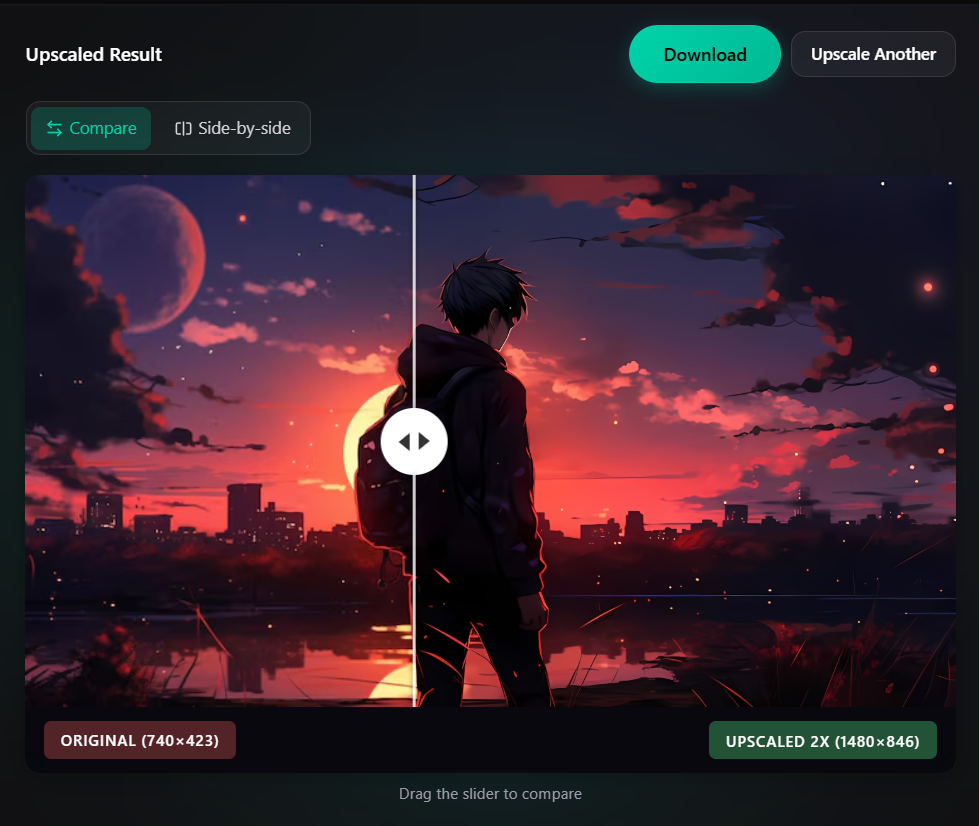 Upscaled Result
Download
Upscale Another
Compare
Side-by-side
ORIGINAL (740×423)
UPSCALED 2X (1480×846)
Drag the slider to compare